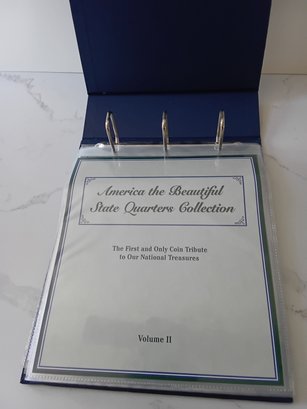 America the Beautiful
State Quarters Collection
The First and Only Coin Tribute
to Our National Treasures
Volume II